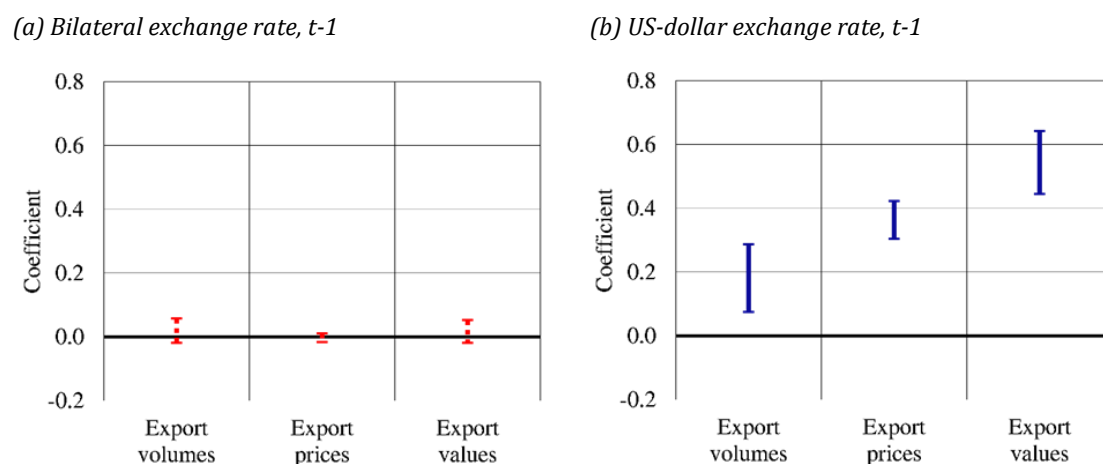 (a) Bilateral exchange rate, t-1
0.8
0.6
0.4
0.2
0.0
-0.2
Coefficient
Export volumes
Export prices
Export values
(b) US-dollar exchange rate, t-1
0.8
0.6
0.4
0.2
0.0
-0.2
Coefficient
Export volumes
Export prices
Export values